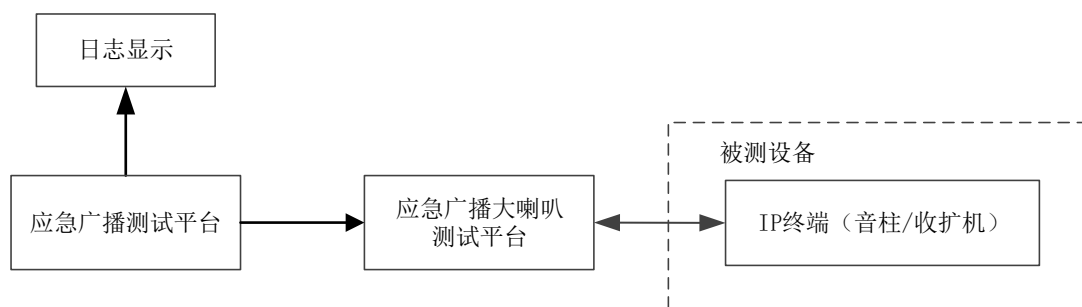 日志显示
被测设备
应急广播测试平台
应急广播大喇叭
测试平台
IP终端（音柱/收扩机）